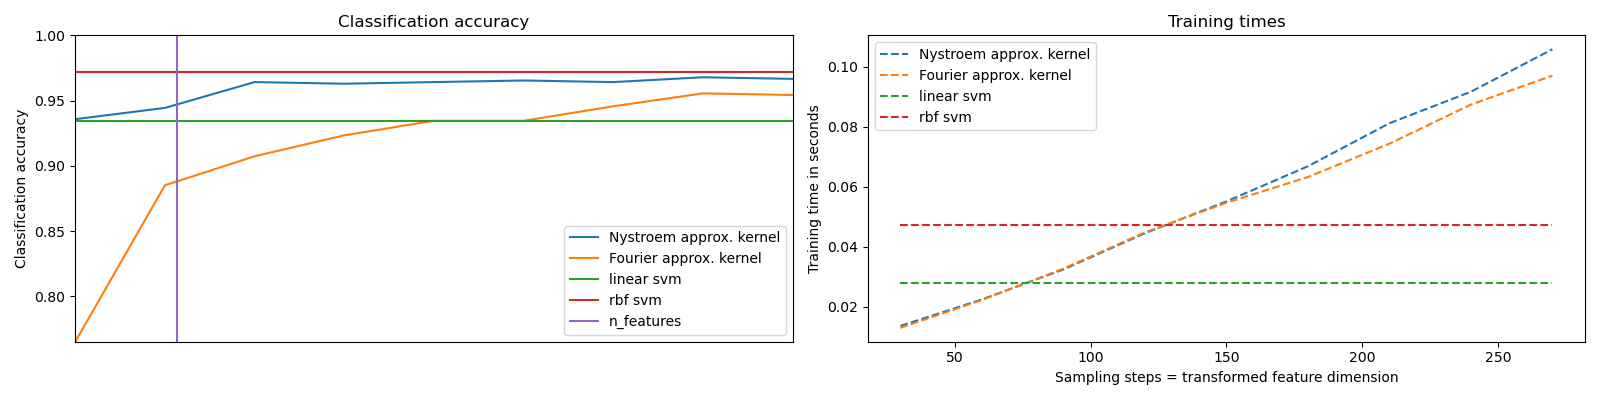 Classification accuracy
Classification accuracy
1.00
0.95
0.90
0.85
0.80
Nystroem approx. kernel
Fourier approx. kernel
linear svm
rbf svm
n_features
Training times
Training time in seconds
0.10
0.08
0.06
0.04
0.02
Nystroem approx. kernel
Fourier approx. kernel
linear svm
rbf svm
50
100
150
200
250
Sampling steps = transformed feature dimension